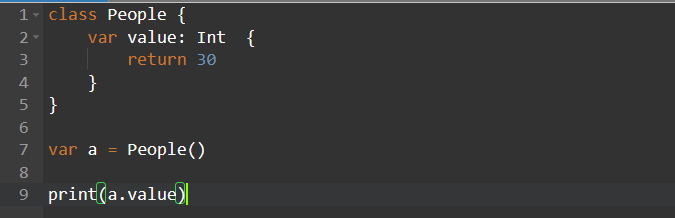 1 class People {
2     var value: Int  {
3         return 30
4     }
5 }
6
7 var a = People()
8
9 print(a.value)